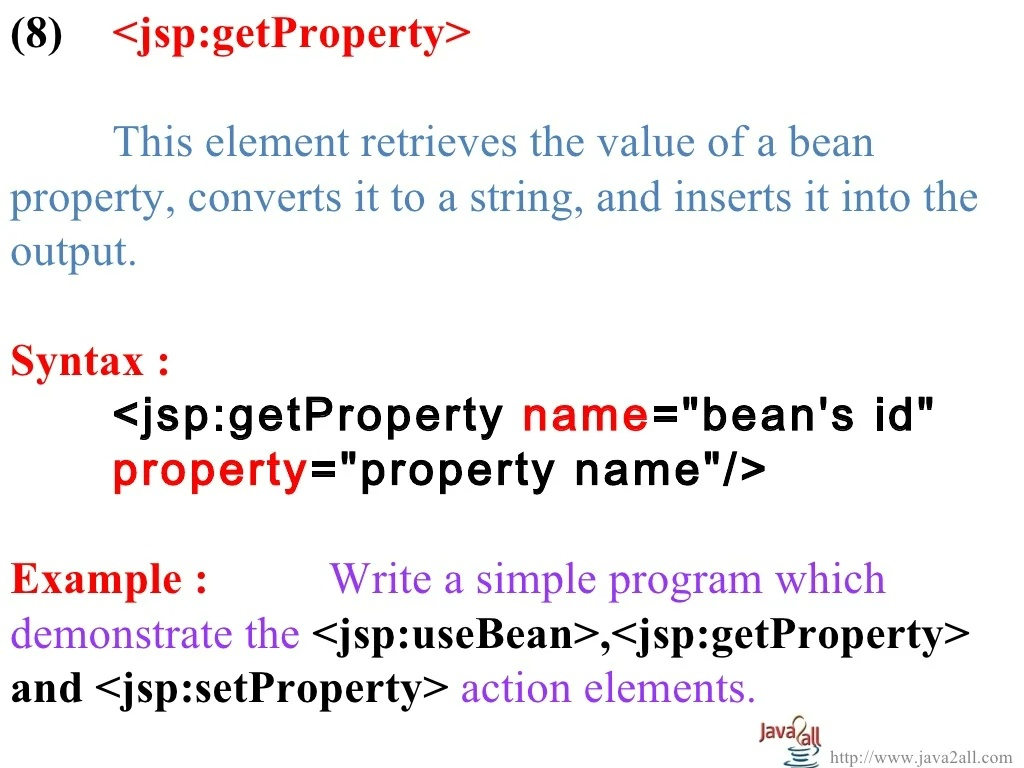 (8) <jsp:getProperty>
This element retrieves the value of a bean
property, converts it to a string, and inserts it into the
output.
Syntax :
<jsp:getProperty name="bean's id"
property="property name"/>
Example : Write a simple program which
demonstrate the <jsp:useBean>,<jsp:getProperty>
and <jsp:setProperty> action elements.
Java2all
http://www.java2all.com